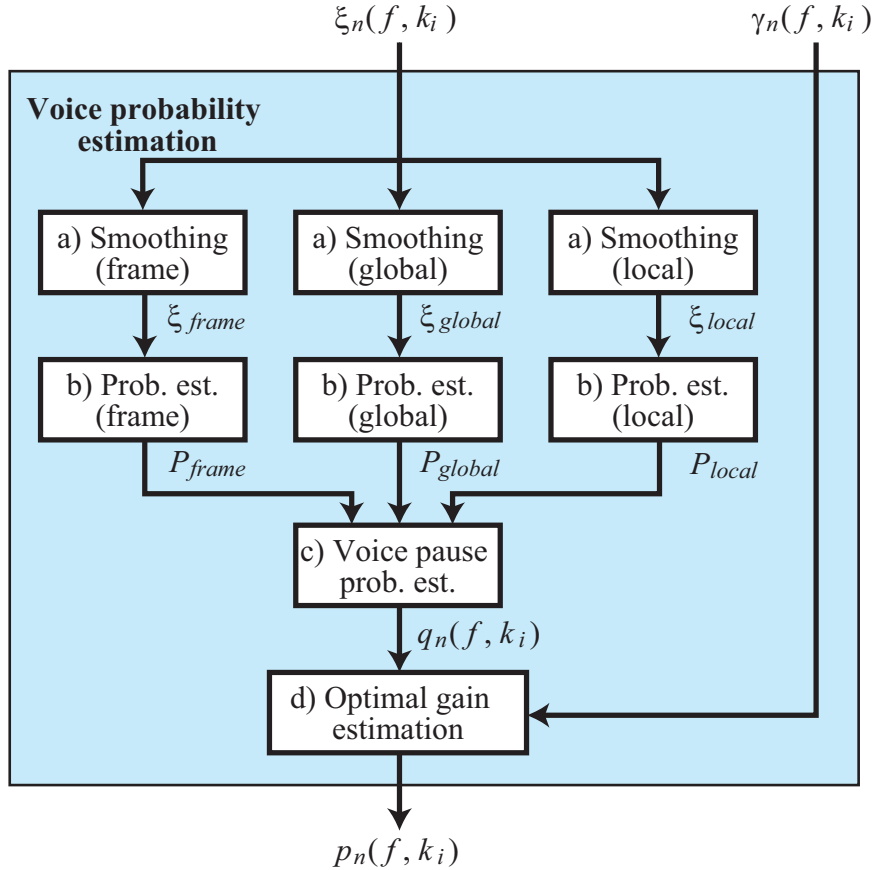 ξn(f, ki)
γn(f, ki)
Voice probability
estimation
a) Smoothing
(frame)
a) Smoothing
(global)
a) Smoothing
(local)
ξframe
ξglobal
ξlocal
b) Prob. est.
(frame)
b) Prob. est.
(global)
b) Prob. est.
(local)
Pframe
Pglobal
Plocal
c) Voice pause
prob. est.
qn(f, ki)
d) Optimal gain
estimation
pn(f, ki)